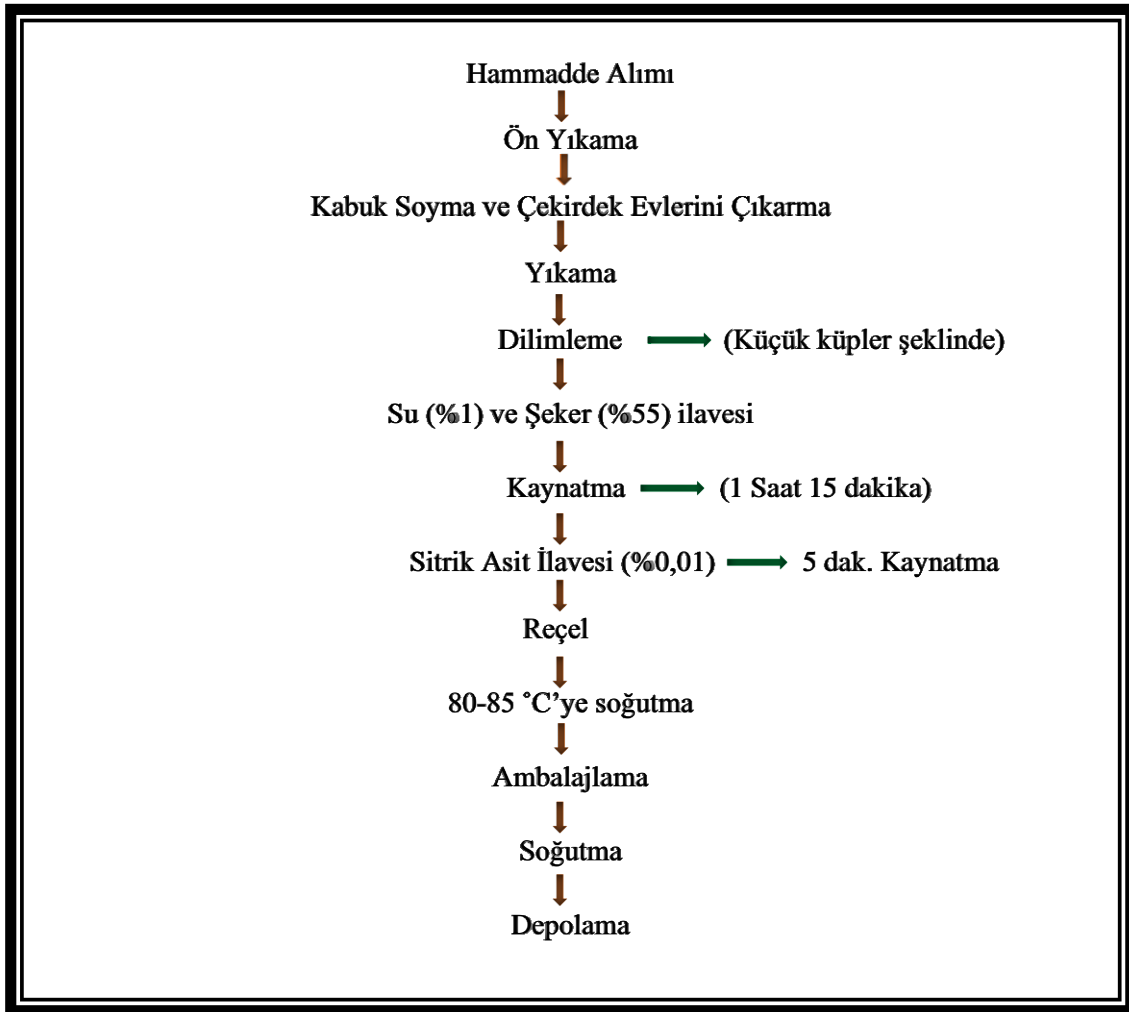 Hammadde Alımı
Ön Yıkama
Kabuk Soyma ve Çekirdek Evlerini Çıkarma
Yıkama
Dilimleme (Küçük küpler şeklinde)
Su (%1) ve Şeker (%55) ilavesi
Kaynatma (1 Saat 15 dakika)
Sitrik Asit İlavesi (%0,01) 5 dak. Kaynatma
Reçel
80-85 °C’ye soğutma
Ambalajlama
Soğutma
Depolama